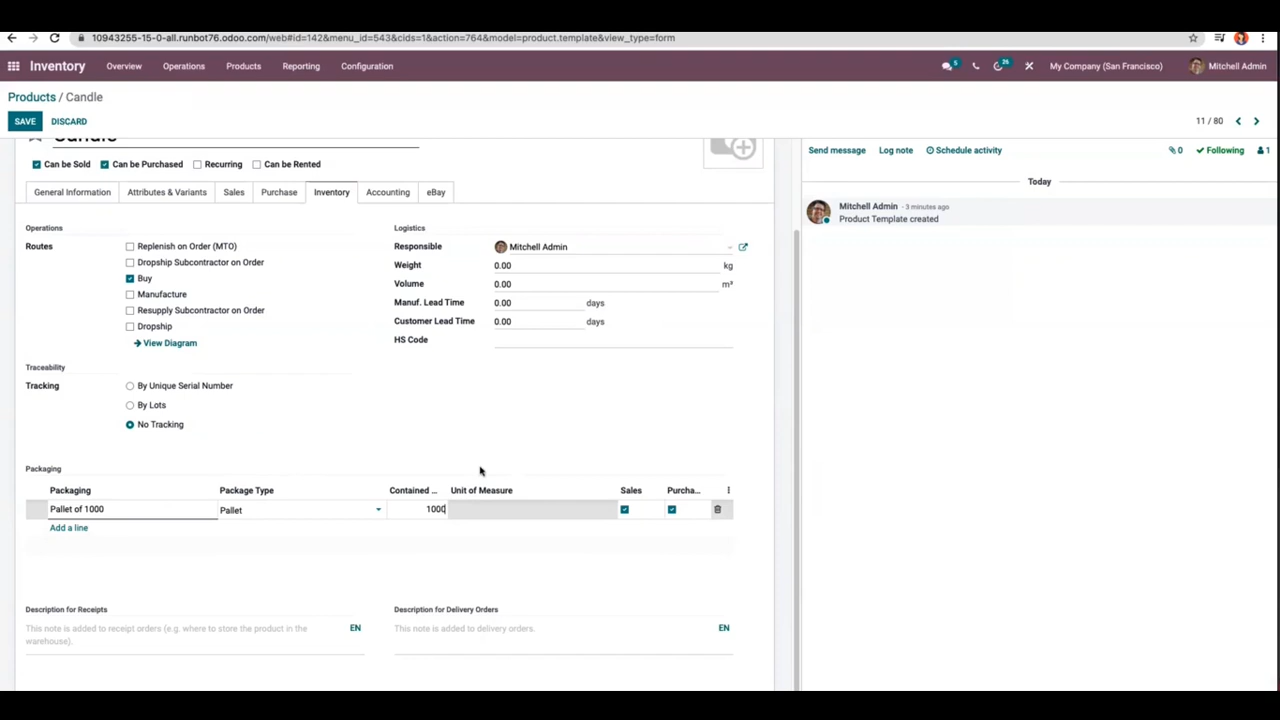 10943255-15-0-all.runbot76.odoo.com/web#id=142&menu_id=543&cids=1&action=764&model=product.template&view_type=form
Inventory Overview Operations Products Reporting Configuration 5 26 My Company (San Francisco) Mitchell Admin
Products / Candle
SAVE DISCARD 11 / 80
Candle
Can be Sold Can be Purchased Recurring Can be Rented
General Information Attributes & Variants Sales Purchase Inventory Accounting eBay
Operations
Routes Replenish on Order (MTO)
Dropship Subcontractor on Order
Buy
Manufacture
Resupply Subcontractor on Order
Dropship
View Diagram
Logistics
Responsible Mitchell Admin
Weight 0.00 kg
Volume 0.00 m³
Manuf. Lead Time 0.00 days
Customer Lead Time 0.00 days
HS Code
Traceability
Tracking By Unique Serial Number
By Lots
No Tracking
Packaging
Packaging Package Type Contained ... Unit of Measure Sales Purcha...
Pallet of 1000 Pallet 1000
Add a line
Description for Receipts
This note is added to receipt orders (e.g. where to store the product in the
warehouse).
EN
Description for Delivery Orders
This note is added to delivery orders. EN
Send message Log note Schedule activity 0 Following 1
Today
Mitchell Admin - 3 minutes ago
Product Template created